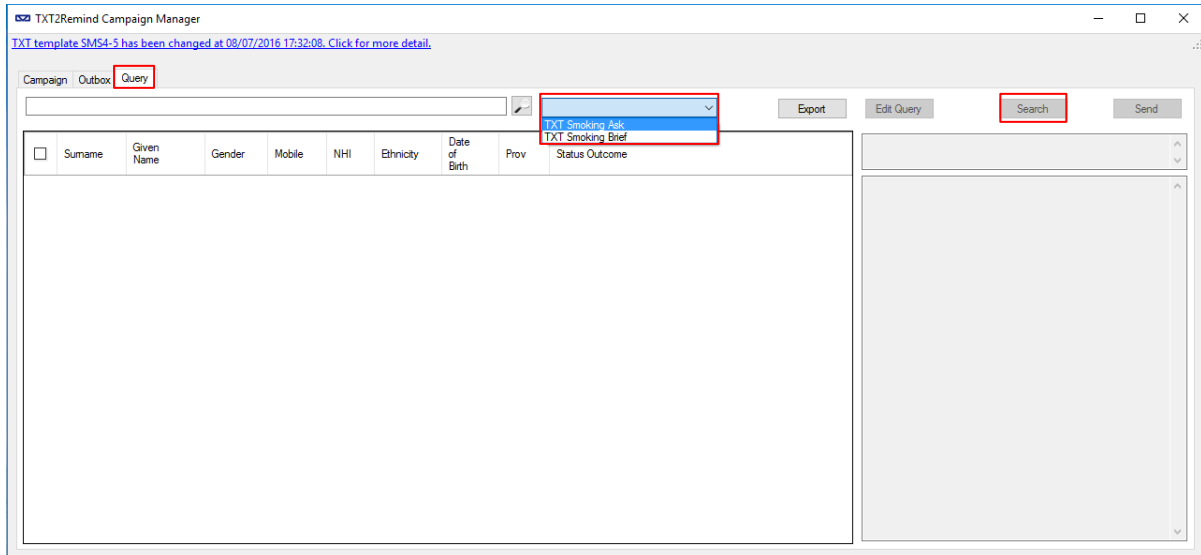 TXT2Remind Campaign Manager
TXT template SMS4-5 has been changed at 08/07/2016 17:32:08. Click for more detail.
Campaign Outbox Query
Export Edit Query Search Send
TXT Smoking Ask
TXT Smoking Brief
Surname Given Name Gender Mobile NHI Ethnicity Date of Birth Prov Status Outcome